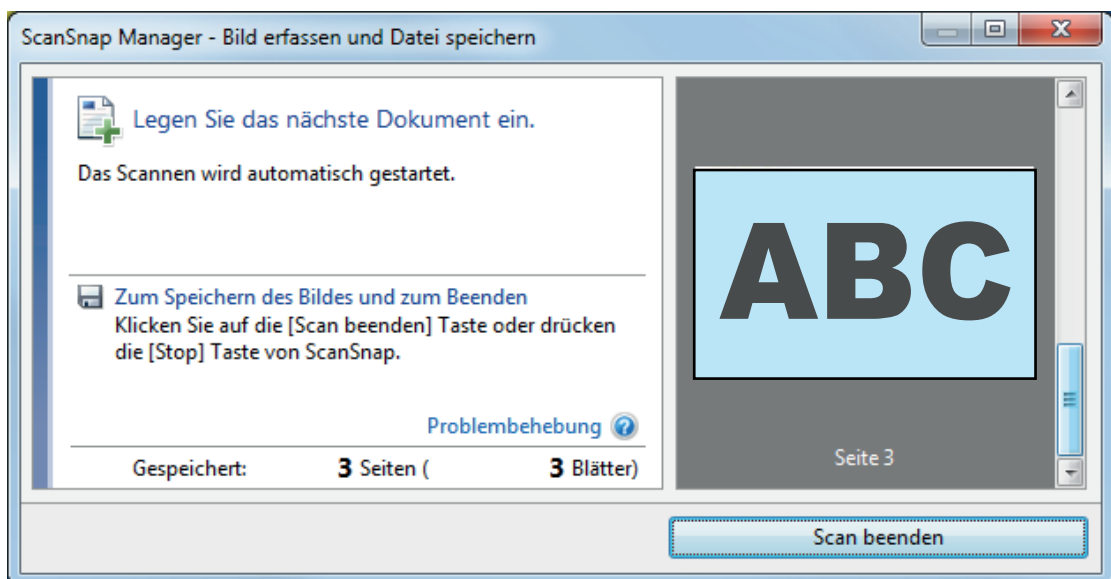 ScanSnap Manager - Bild erfassen und Datei speichern
Legen Sie das nächste Dokument ein.
Das Scannen wird automatisch gestartet.
Zum Speichern des Bildes und zum Beenden
Klicken Sie auf die [Scan beenden] Taste oder drücken
die [Stop] Taste von ScanSnap.
Problembehebung
Gespeichert: 3 Seiten ( 3 Blätter)
ABC
Seite 3
Scan beenden